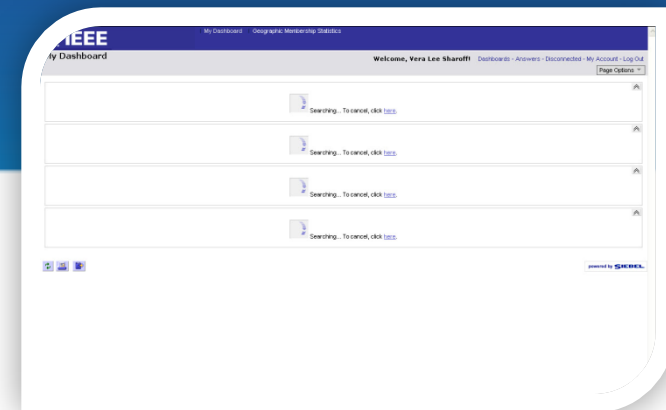 IEEE
My Dashboard Geographic Membership Statistics
My Dashboard
Welcome, Vera Lee Sharoff! Dashboards - Answers - Disconnected - My Account - Log Out
Page Options
Searching... To cancel, click here.
Searching... To cancel, click here.
Searching... To cancel, click here.
Searching... To cancel, click here.
powered by SIEBEL